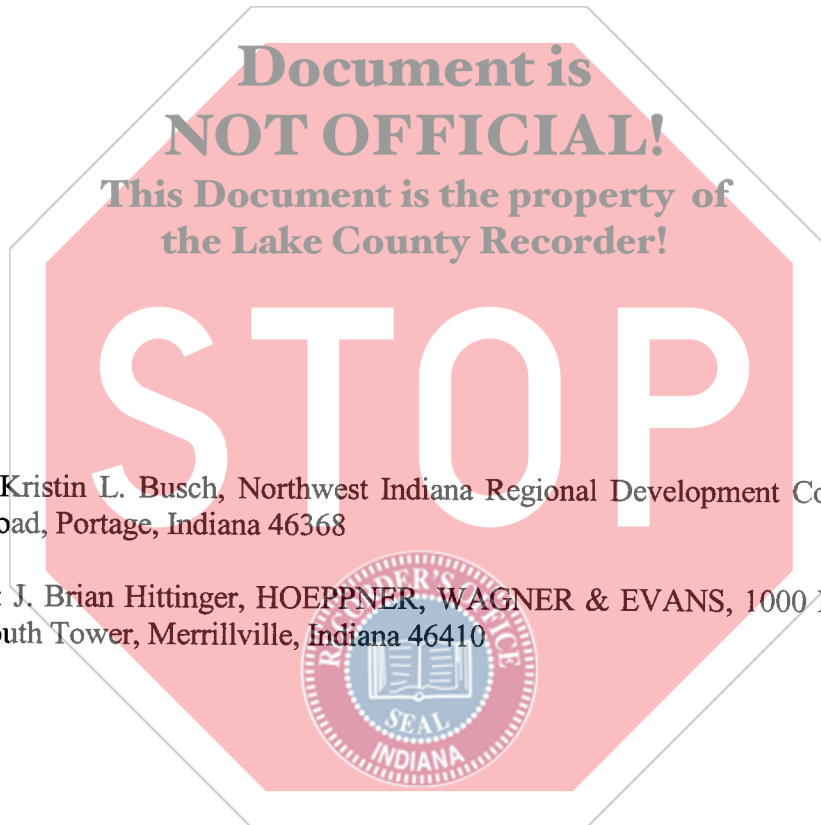 Document is
NOT OFFICIAL!
This Document is the property of
the Lake County Recorder!
STOP
Kristin L. Busch, Northwest Indiana Regional Development Co
oad, Portage, Indiana 46368
: J. Brian Hittinger, HOEPPNER, WAGNER & EVANS, 1000
outh Tower, Merrillville, Indiana 46410
RECORDER'S OFFICE
SEAL
INDIANA